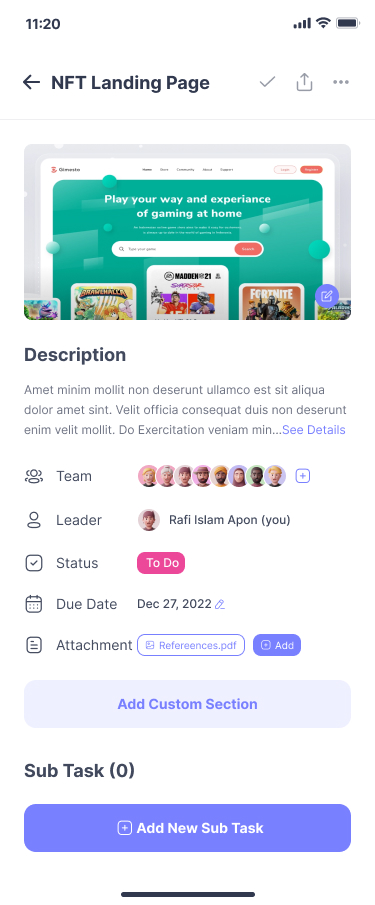 11:20
NFT Landing Page
Gimsesto
Home Store Community About Support
Login Register
Play your way and experiance
of gaming at home
Type your game
Search
BRAWLHALLA
MADDEN 21
SUPERSTAR
FORTNITE
Description
Amet minim mollit non deserunt ullamco est sit aliqua
dolor amet sint. Velit officia consequat duis non deserunt
enim velit mollit. Do Exercitation veniam min...See Details
Team
Leader Rafi Islam Apon (you)
Status To Do
Due Date Dec 27, 2022
Attachment Refereences.pdf Add
Add Custom Section
Sub Task (0)
Add New Sub Task